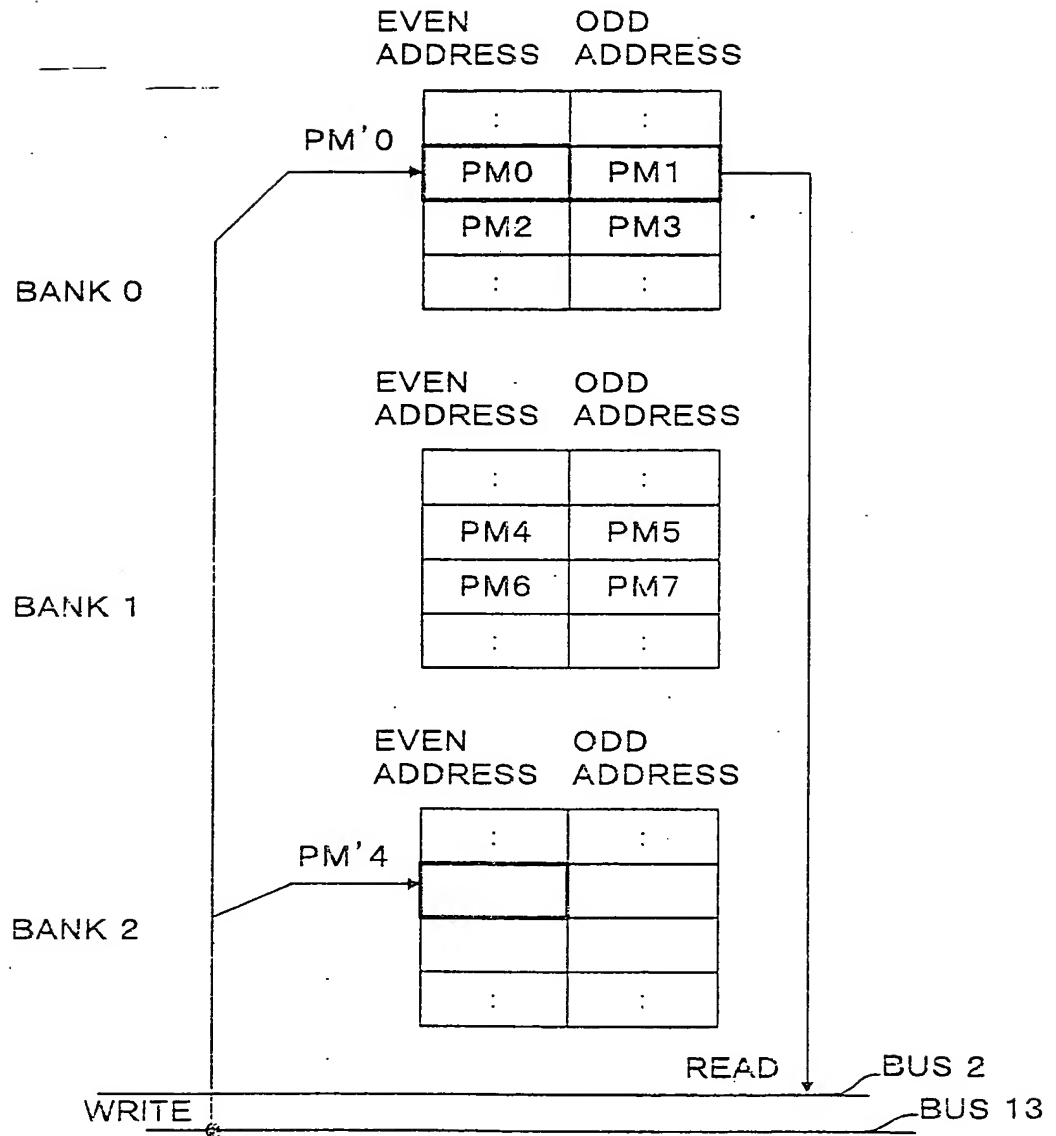 EVEN ODD
ADDRESS ADDRESS
: :
PM'0
PM0 PM1
PM2 PM3
: :
BANK 0
EVEN ODD
ADDRESS ADDRESS
: :
PM4 PM5
PM6 PM7
: :
BANK 1
EVEN ODD
ADDRESS ADDRESS
: :
PM'4
BANK 2
: :
READ
BUS 2
WRITE
BUS 13